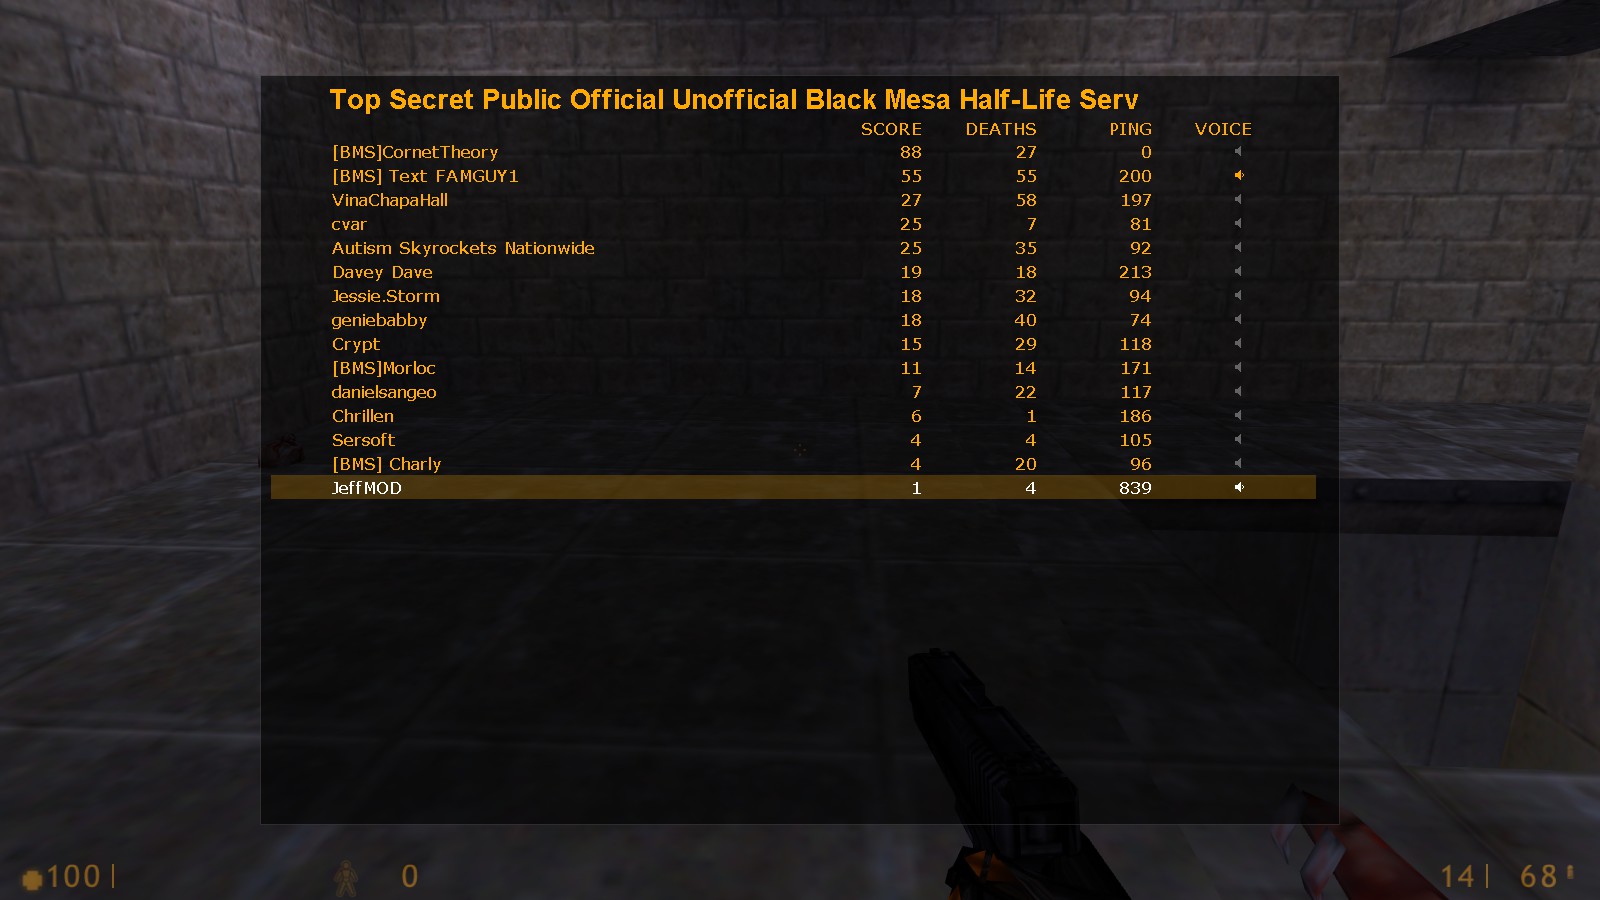 Top Secret Public Official Unofficial Black Mesa Half-Life Serv
SCORE DEATHS PING VOICE
[BMS]CornetTheory 88 27 0
[BMS] Text FAMGUY1 55 55 200
VinaChapaHall 27 58 197
cvar 25 7 81
Autism Skyrockets Nationwide 25 35 92
Davey Dave 19 18 213
Jessie.Storm 18 32 94
geniebabby 18 40 74
Crypt 15 29 118
[BMS]Morloc 11 14 171
danielsangeo 7 22 117
Chrillen 6 1 186
Sersoft 4 4 105
[BMS] Charly 4 20 96
JeffMOD 1 4 839
100 | 0 14 | 68